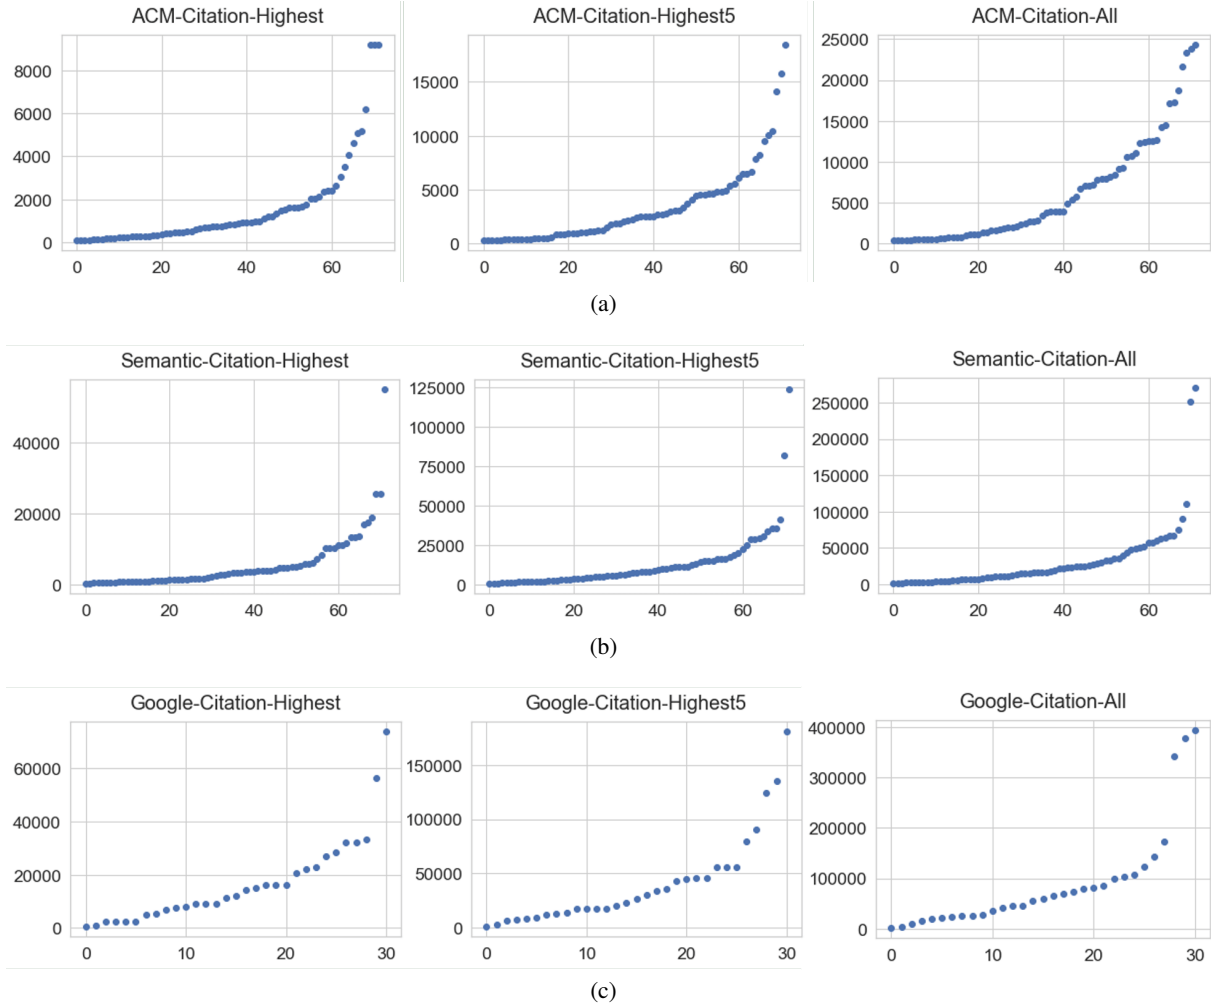 ACM-Citation-Highest ACM-Citation-Highest5 ACM-Citation-All
8000
6000
4000
2000
0
0 20 40 60
15000
10000
5000
0
0 20 40 60
25000
20000
15000
10000
5000
0
0 20 40 60
(a)
Semantic-Citation-Highest Semantic-Citation-Highest5 Semantic-Citation-All
40000
20000
0
0 20 40 60
125000
100000
75000
50000
25000
0
0 20 40 60
250000
200000
150000
100000
50000
0
0 20 40 60
(b)
Google-Citation-Highest Google-Citation-Highest5 Google-Citation-All
60000
40000
20000
0
0 10 20 30
150000
100000
50000
0
0 10 20 30
400000
300000
200000
100000
0
0 10 20 30
(c)